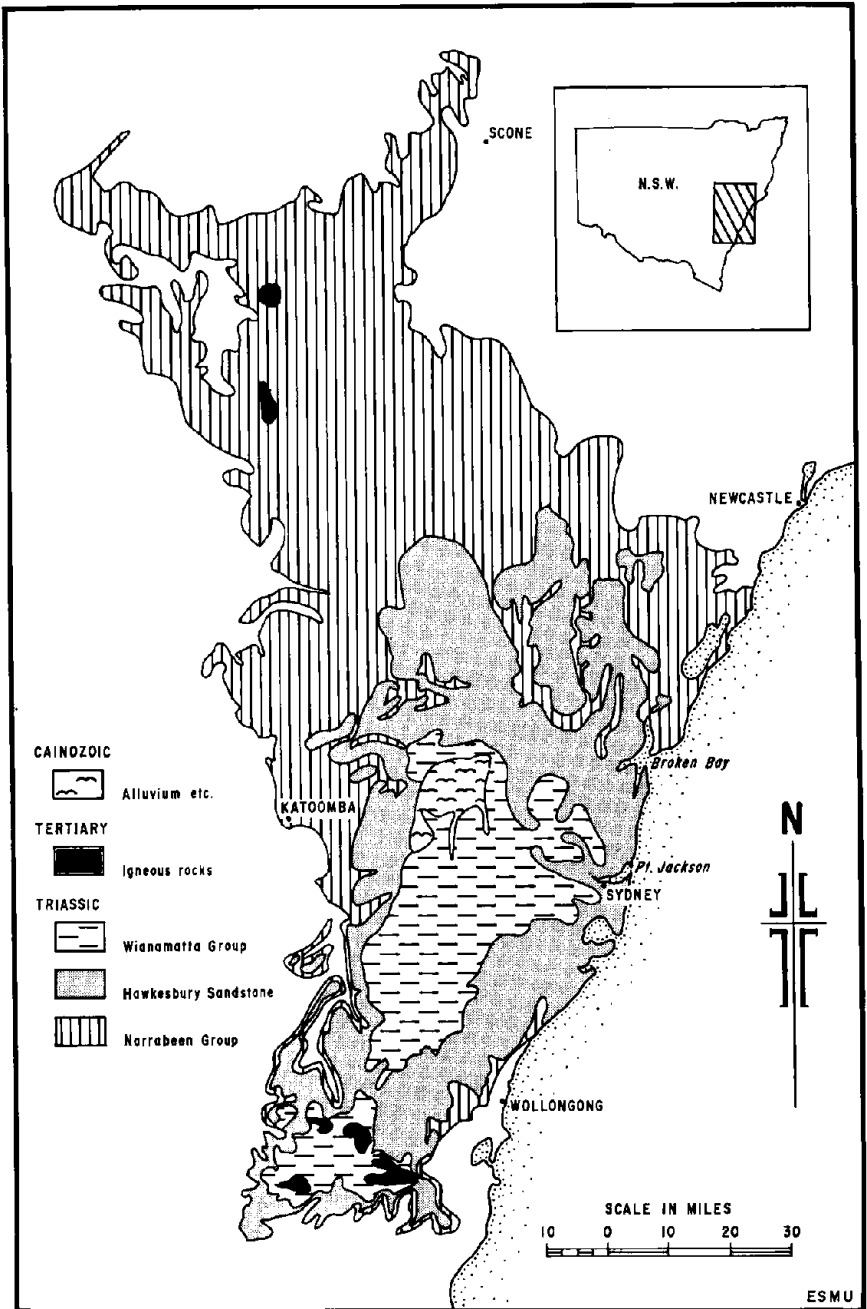 SCONE
N.S.W.
NEWCASTLE
Broken Bay
CAINOZOIC
Alluvium etc.
KATOOMBA
TERTIARY
Igneous rocks
Pt. Jackson
SYDNEY
TRIASSIC
Wianamatta Group
Hawkesbury Sandstone
Narrabeen Group
N
WOLLONGONG
SCALE IN MILES
10 0 10 20 30
ESMU